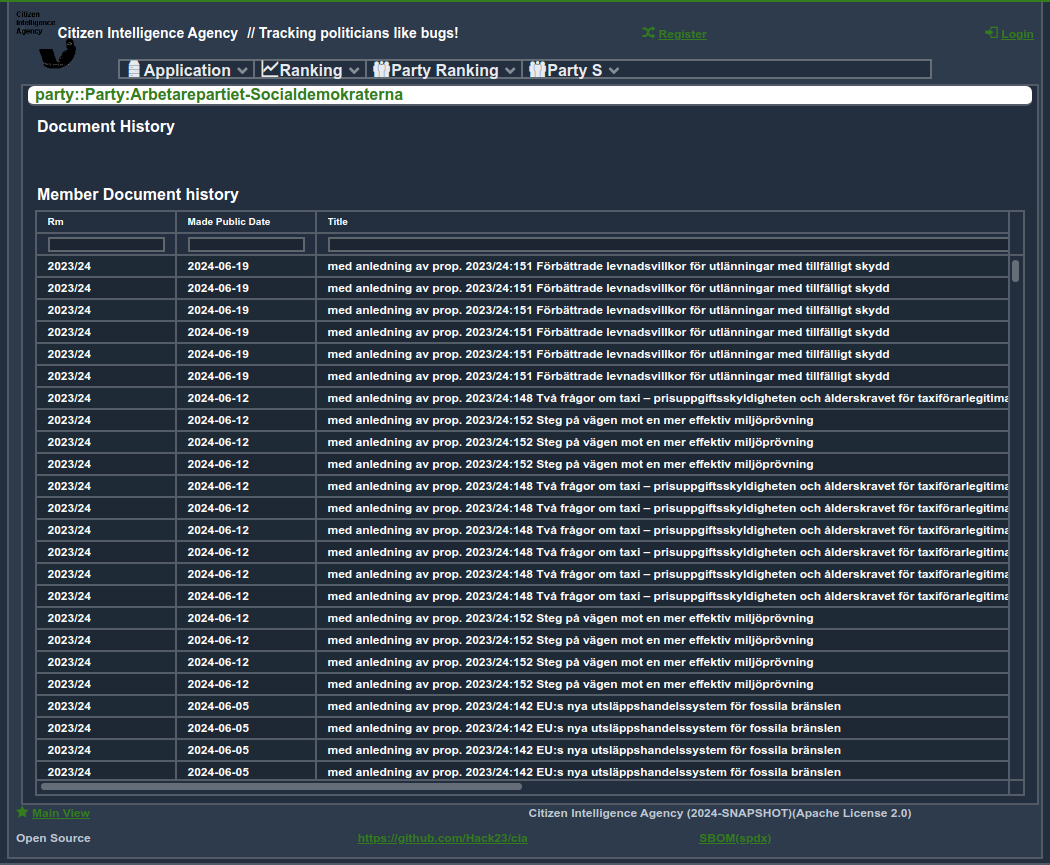 Citizen
Intelligence
Agency
Citizen Intelligence Agency // Tracking politicians like bugs!
Register
Login
Application
Ranking
Party Ranking
Party S
party::Party:Arbetarepartiet-Socialdemokraterna
Document History
Member Document history
Rm Made Public Date Title
2023/24 2024-06-19 med anledning av prop. 2023/24:151 Förbättrade levnadsvillkor för utlänningar med tillfälligt skydd
2023/24 2024-06-19 med anledning av prop. 2023/24:151 Förbättrade levnadsvillkor för utlänningar med tillfälligt skydd
2023/24 2024-06-19 med anledning av prop. 2023/24:151 Förbättrade levnadsvillkor för utlänningar med tillfälligt skydd
2023/24 2024-06-19 med anledning av prop. 2023/24:151 Förbättrade levnadsvillkor för utlänningar med tillfälligt skydd
2023/24 2024-06-19 med anledning av prop. 2023/24:151 Förbättrade levnadsvillkor för utlänningar med tillfälligt skydd
2023/24 2024-06-19 med anledning av prop. 2023/24:151 Förbättrade levnadsvillkor för utlänningar med tillfälligt skydd
2023/24 2024-06-12 med anledning av prop. 2023/24:148 Två frågor om taxi – prisuppgiftsskyldigheten och ålderskravet för taxiförarlegitima
2023/24 2024-06-12 med anledning av prop. 2023/24:152 Steg på vägen mot en mer effektiv miljöprövning
2023/24 2024-06-12 med anledning av prop. 2023/24:152 Steg på vägen mot en mer effektiv miljöprövning
2023/24 2024-06-12 med anledning av prop. 2023/24:152 Steg på vägen mot en mer effektiv miljöprövning
2023/24 2024-06-12 med anledning av prop. 2023/24:148 Två frågor om taxi – prisuppgiftsskyldigheten och ålderskravet för taxiförarlegitima
2023/24 2024-06-12 med anledning av prop. 2023/24:148 Två frågor om taxi – prisuppgiftsskyldigheten och ålderskravet för taxiförarlegitima
2023/24 2024-06-12 med anledning av prop. 2023/24:148 Två frågor om taxi – prisuppgiftsskyldigheten och ålderskravet för taxiförarlegitima
2023/24 2024-06-12 med anledning av prop. 2023/24:148 Två frågor om taxi – prisuppgiftsskyldigheten och ålderskravet för taxiförarlegitima
2023/24 2024-06-12 med anledning av prop. 2023/24:148 Två frågor om taxi – prisuppgiftsskyldigheten och ålderskravet för taxiförarlegitima
2023/24 2024-06-12 med anledning av prop. 2023/24:148 Två frågor om taxi – prisuppgiftsskyldigheten och ålderskravet för taxiförarlegitima
2023/24 2024-06-12 med anledning av prop. 2023/24:152 Steg på vägen mot en mer effektiv miljöprövning
2023/24 2024-06-12 med anledning av prop. 2023/24:152 Steg på vägen mot en mer effektiv miljöprövning
2023/24 2024-06-12 med anledning av prop. 2023/24:152 Steg på vägen mot en mer effektiv miljöprövning
2023/24 2024-06-12 med anledning av prop. 2023/24:152 Steg på vägen mot en mer effektiv miljöprövning
2023/24 2024-06-05 med anledning av prop. 2023/24:142 EU:s nya utsläppshandelssystem för fossila bränslen
2023/24 2024-06-05 med anledning av prop. 2023/24:142 EU:s nya utsläppshandelssystem för fossila bränslen
2023/24 2024-06-05 med anledning av prop. 2023/24:142 EU:s nya utsläppshandelssystem för fossila bränslen
2023/24 2024-06-05 med anledning av prop. 2023/24:142 EU:s nya utsläppshandelssystem för fossila bränslen
Main View
Citizen Intelligence Agency (2024-SNAPSHOT)(Apache License 2.0)
Open Source
https://github.com/Hack23/cia
SBOM(spdx)